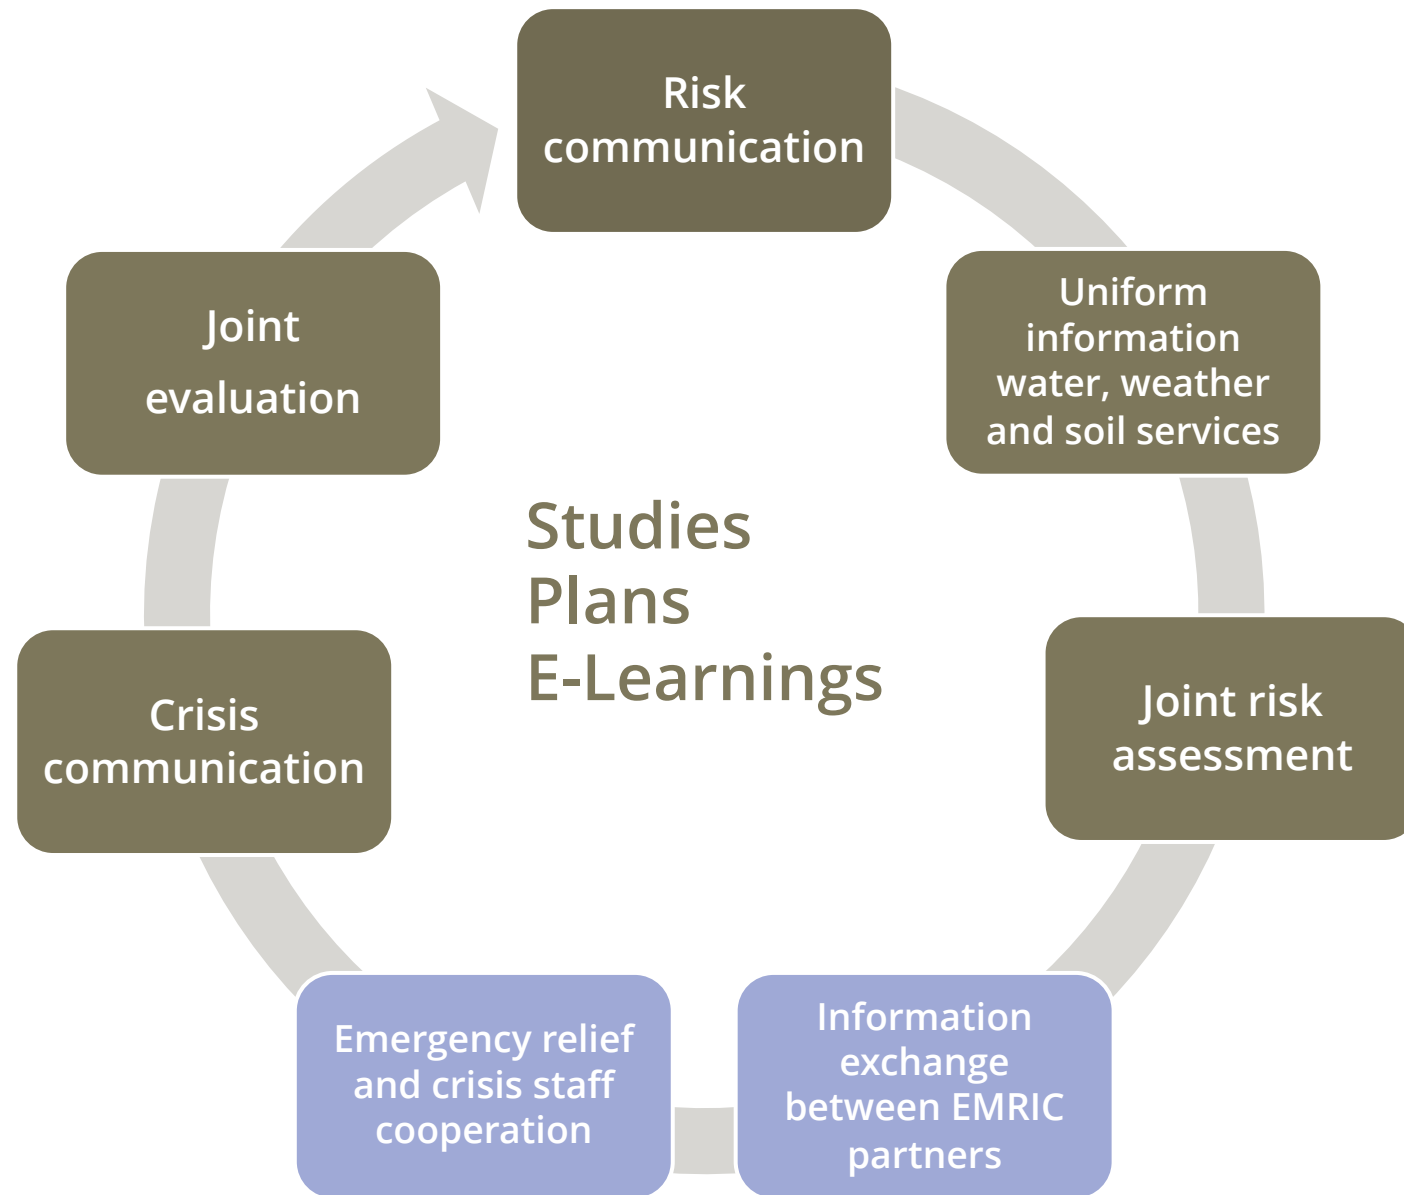 Risk
communication
Uniform
information
water, weather
and soil services
Joint risk
assessment
Information
exchange
between EMRIC
partners
Emergency relief
and crisis staff
cooperation
Crisis
communication
Joint
evaluation
Studies
Plans
E-Learnings